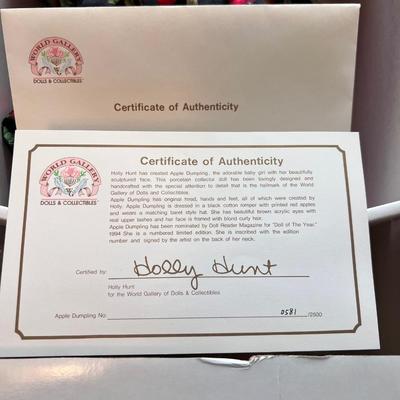 WORLD GALLERY
DOLLS & COLLECTIBLES
Certificate of Authenticity
WORLD GALLERY
DOLLS & COLLECTIBLES
Certificate of Authenticity
Holly Hunt has created Apple Dumpling, the adorable baby girl with her beautifully
sculptured face. This porcelain collector doll has been lovingly designed and
handcrafted with the special attention to detail that is the hallmark of the World
Gallery of Dolls and Collectibles.
Apple Dumpling has original head, hands and feet, all of which were created by
Holly. Apple Dumpling is dressed in a black cotton romper with printed red apples
and wears a matching baret style hat. She has beautiful brown acrylic eyes with
real upper lashes and her face is framed with blond curly hair.
Apple Dumpling has been nominated by Doll Reader Magazine for "Doll of The Year."
1994 She is a numbered limited edition. She is inscribed with the edition
number and signed by the artist on the back of her neck.
Certified by: Holly Hunt
Holly Hunt
for the World Gallery of Dolls & Collectibles
Apple Dumpling No: 0581 /2500